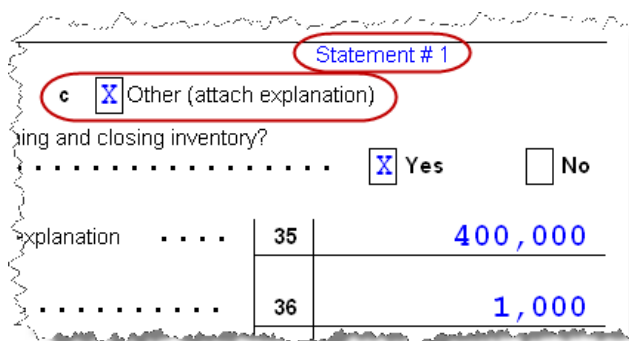 Statement # 1
c X Other (attach explanation)
ing and closing inventory?
. . . . . . . . . . . . . . . . . . X Yes No
xplanation . . . . 35 400,000
. . . . . . . . . . 36 1,000